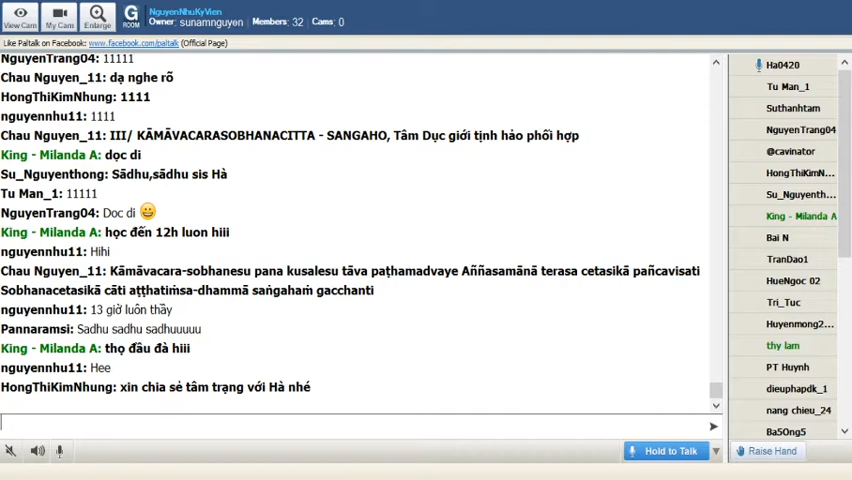 View Cam
My Cam
Enlarge
G
ROOM
NguyenNhuKyVien
Owner: sunamnguyen Members: 32 Cams: 0
Like Paltalk on Facebook: www.facebook.com/paltalk (Official Page)
NguyenTrang04: 11111
Chau Nguyen_11: dạ nghe rõ
HongThiKimNhung: 1111
nguyennhu11: 1111
Chau Nguyen_11: III/ KĀMĀVACARASOBHANACITTA - SANGAHO, Tâm Dục giới tịnh hảo phối hợp
King - Milanda A: dọc di
Su_Nguyenthong: Sādhu,sādhu sis Hà
Tu Man_1: 11111
NguyenTrang04: Doc di
King - Milanda A: học đến 12h luon hiii
nguyennhu11: Hihi
Chau Nguyen_11: Kāmāvacara-sobhanesu pana kusalesu tāva paṭhamadvaye Aññasamānā terasa cetasikā pañcavisati
Sobhanacetasikā cāti aṭṭhatiṁsa-dhammā saṅgahaṁ gacchanti
nguyennhu11: 13 giờ luôn thầy
Pannaramsi: Sadhu sadhu sadhuuuuu
King - Milanda A: thọ đầu đà hiii
nguyennhu11: Hee
HongThiKimNhung: xin chia sẻ tâm trạng với Hà nhé
Hold to Talk
Ha0420
Tu Man_1
Suthanhtam
NguyenTrang04
@cavinator
HongThiKimN...
Su_Nguyenth...
King - Milanda A
Bai N
TranDao1
HueNgoc 02
Tri_Tuc
Huyenmong2...
thy lam
PT Huynh
dieuphapdk_1
nang chieu_24
Ba5Ong5
Raise Hand